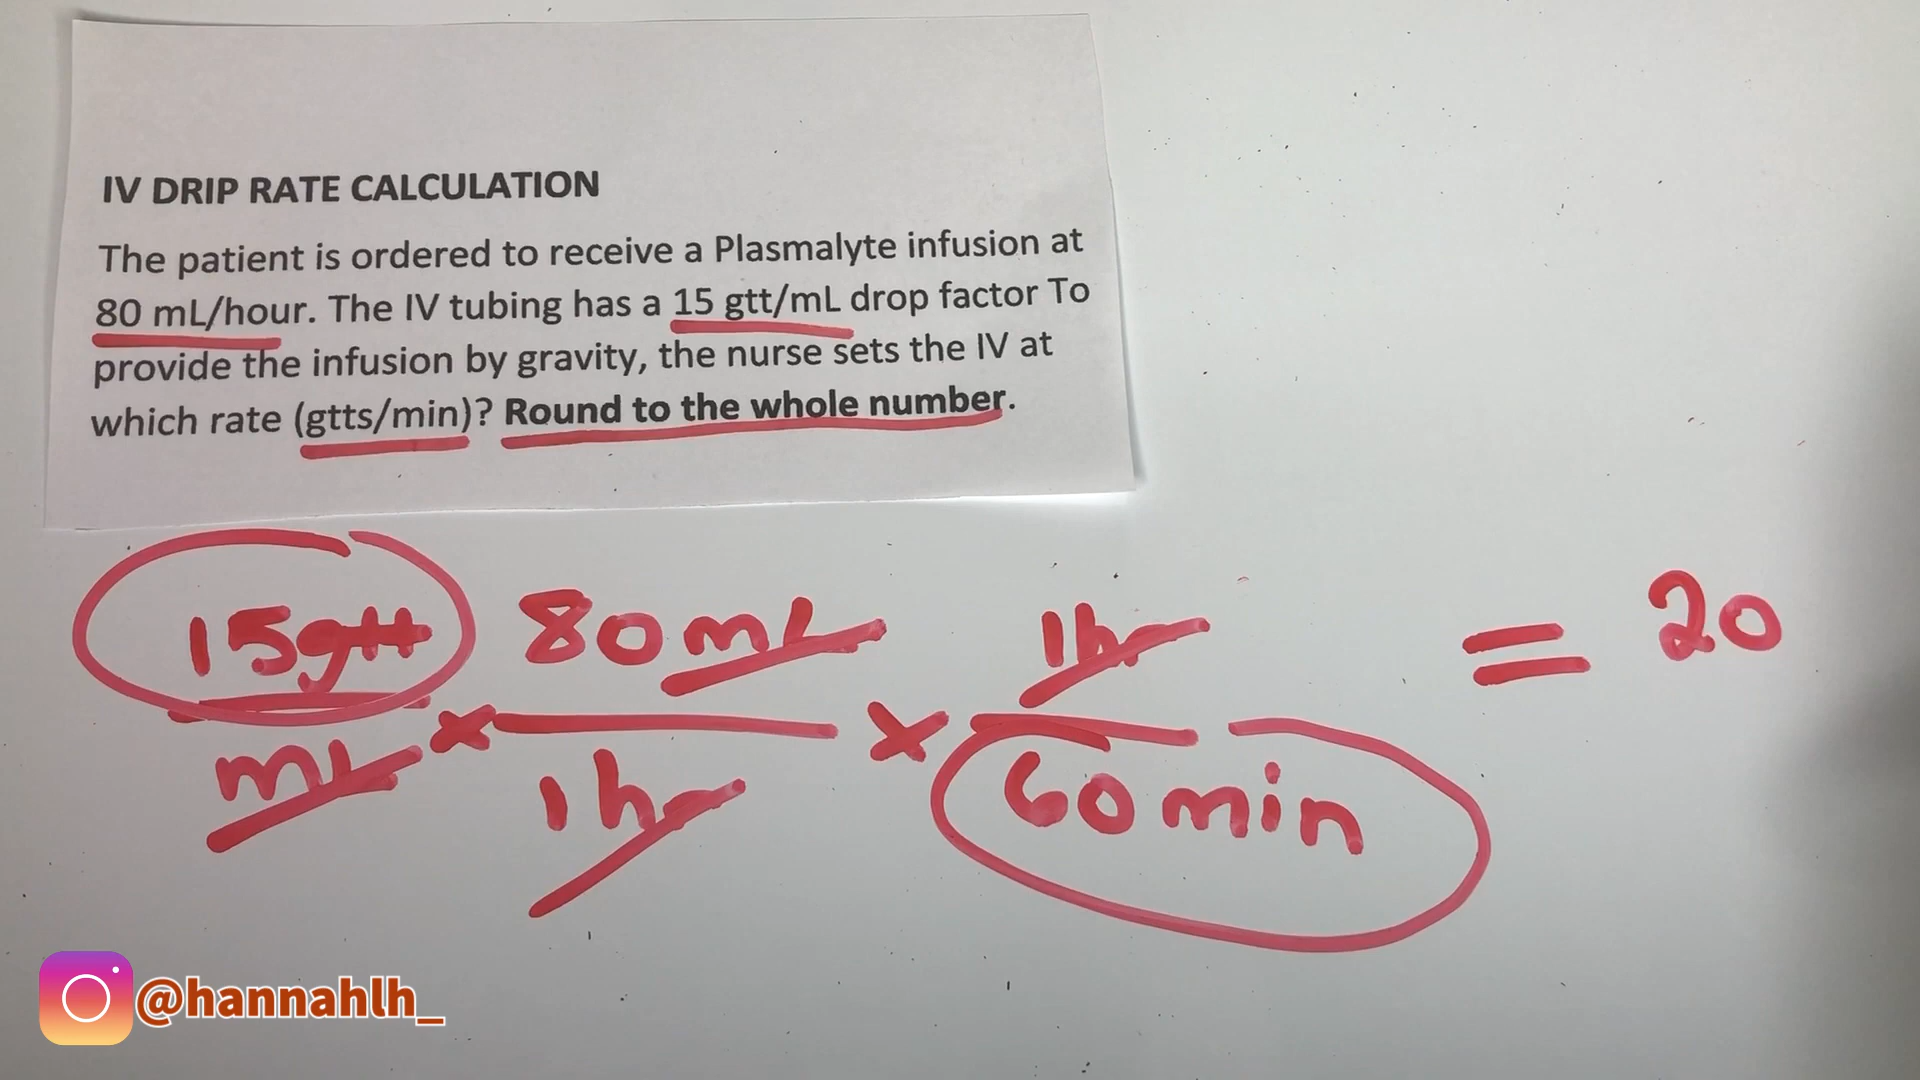 IV DRIP RATE CALCULATION
The patient is ordered to receive a Plasmalyte infusion at
80 mL/hour. The IV tubing has a 15 gtt/mL drop factor To
provide the infusion by gravity, the nurse sets the IV at
which rate (gtts/min)? Round to the whole number.
15gtt 80mL 1hr = 20
mL × 1hr × 60min
@hannahlh_